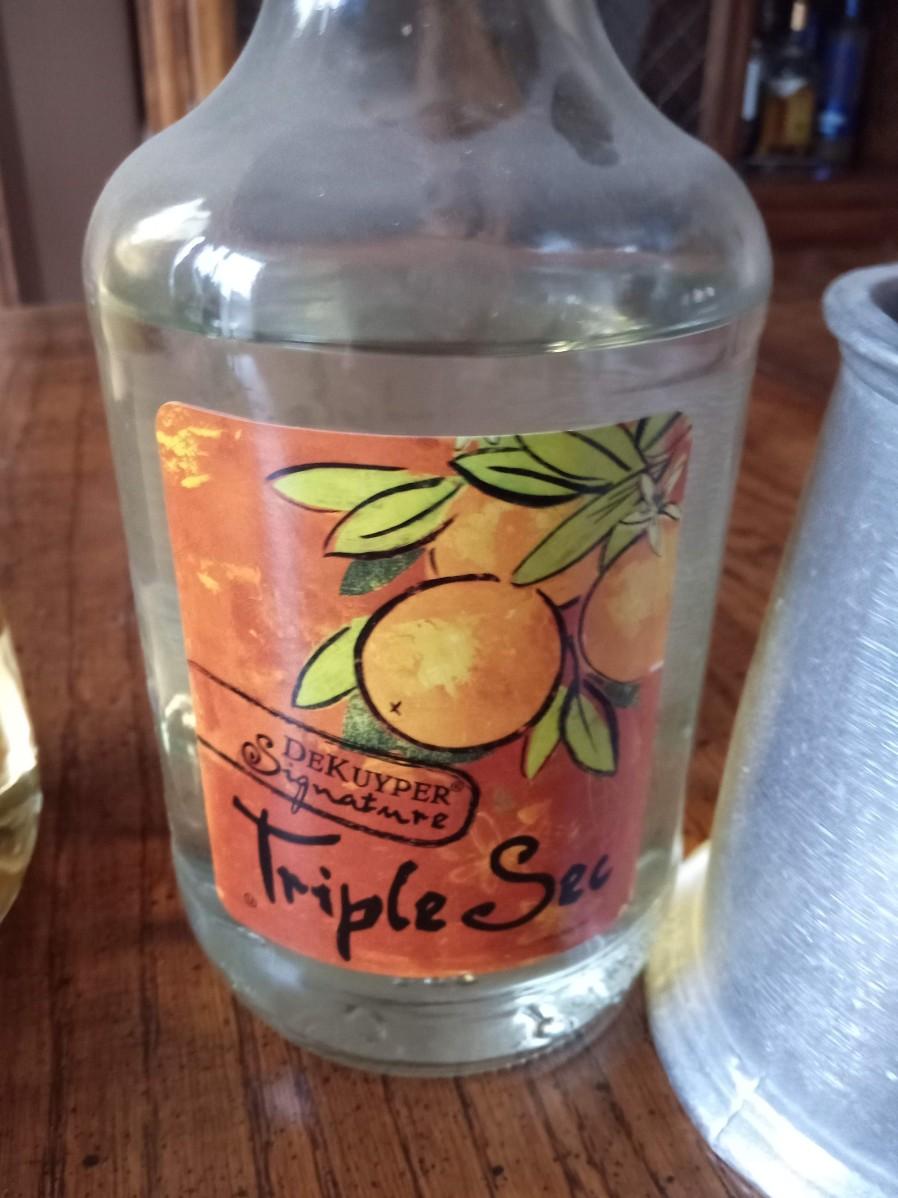 DEKUYPER®
Signature
Triple Sec
®